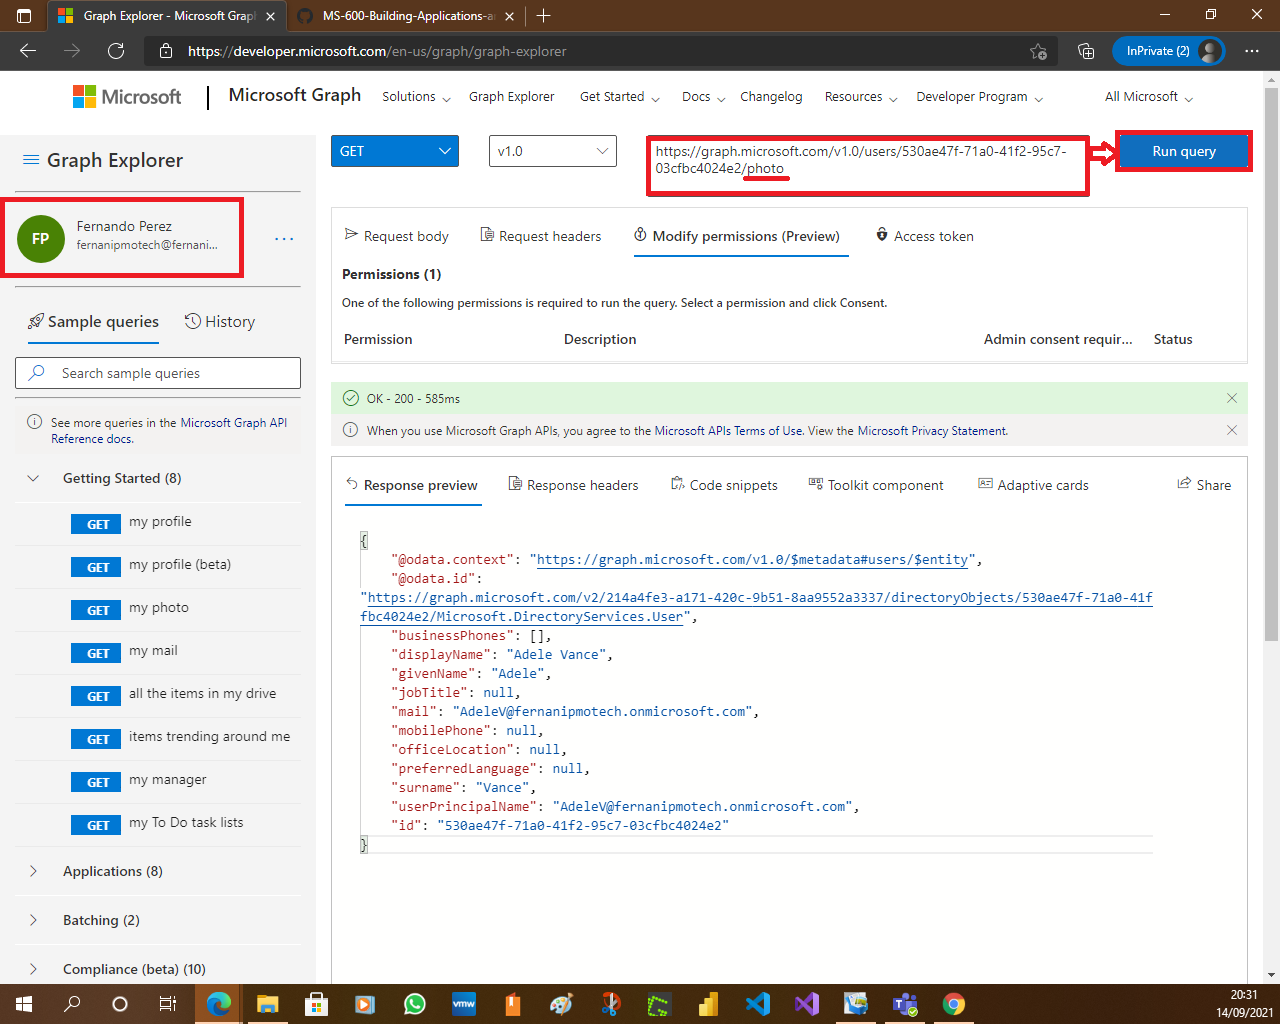 Graph Explorer - Microsoft Graph
MS-600-Building-Applications-a
https://developer.microsoft.com/en-us/graph/graph-explorer
InPrivate (2)
Microsoft
Microsoft Graph
Solutions
Graph Explorer
Get Started
Docs
Changelog
Resources
Developer Program
All Microsoft
Graph Explorer
FP
Fernando Perez
fernanipmotech@fernani...
...
Sample queries
History
Search sample queries
See more queries in the Microsoft Graph API
Reference docs.
Getting Started (8)
GET my profile
GET my profile (beta)
GET my photo
GET my mail
GET all the items in my drive
GET items trending around me
GET my manager
GET my To Do task lists
Applications (8)
Batching (2)
Compliance (beta) (10)
GET
v1.0
https://graph.microsoft.com/v1.0/users/530ae47f-71a0-41f2-95c7-
03cfbc4024e2/photo
Run query
Request body
Request headers
Modify permissions (Preview)
Access token
Permissions (1)
One of the following permissions is required to run the query. Select a permission and click Consent.
Permission
Description
Admin consent requir...
Status
OK - 200 - 585ms
When you use Microsoft Graph APIs, you agree to the Microsoft APIs Terms of Use. View the Microsoft Privacy Statement.
Response preview
Response headers
Code snippets
Toolkit component
Adaptive cards
Share
{
"@odata.context": "https://graph.microsoft.com/v1.0/$metadata#users/$entity",
"@odata.id":
"https://graph.microsoft.com/v2/214a4fe3-a171-420c-9b51-8aa9552a3337/directoryObjects/530ae47f-71a0-41f
fbc4024e2/Microsoft.DirectoryServices.User",
"businessPhones": [],
"displayName": "Adele Vance",
"givenName": "Adele",
"jobTitle": null,
"mail": "AdeleV@fernanipmotech.onmicrosoft.com",
"mobilePhone": null,
"officeLocation": null,
"preferredLanguage": null,
"surname": "Vance",
"userPrincipalName": "AdeleV@fernanipmotech.onmicrosoft.com",
"id": "530ae47f-71a0-41f2-95c7-03cfbc4024e2"
}
vmw
20:31
14/09/2021